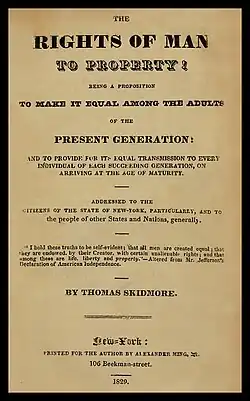 THE
RIGHTS OF MAN
TO PROPERTY!
BEING A PROPOSITION
TO MAKE IT EQUAL AMONG THE ADULTS
OF THE
PRESENT GENERATION:
AND TO PROVIDE FOR ITS EQUAL TRANSMISSION TO EVERY
INDIVIDUAL OF EACH SUCCEEDING GENERATION, ON
ARRIVING AT THE AGE OF MATURITY.
ADDRESSED TO THE
CITIZENS OF THE STATE OF NEW-YORK, PARTICULARLY, AND TO
the people of other States and Nations, generally.
"I hold these truths to be self-evident; that all men are created equal; that
they are endowed, by their Creator, with certain unalienable rights; and that
among these are life, liberty and property."—Altered from Mr. Jefferson's
Declaration of American Independence.
BY THOMAS SKIDMORE.
New-York:
PRINTED FOR THE AUTHOR BY ALEXANDER MING, JR.
106 Beekman-street.
1829.